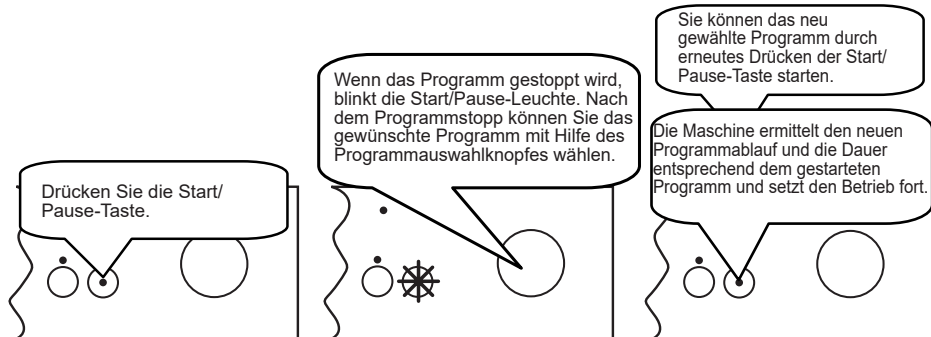 Drücken Sie die Start/
Pause-Taste.
Wenn das Programm gestoppt wird,
blinkt die Start/Pause-Leuchte. Nach
dem Programmstopp können Sie das
gewünschte Programm mit Hilfe des
Programmauswahlknopfes wählen.
Sie können das neu
gewählte Programm durch
erneutes Drücken der Start/
Pause-Taste starten.
Die Maschine ermittelt den neuen
Programmablauf und die Dauer
entsprechend dem gestarteten
Programm und setzt den Betrieb fort.